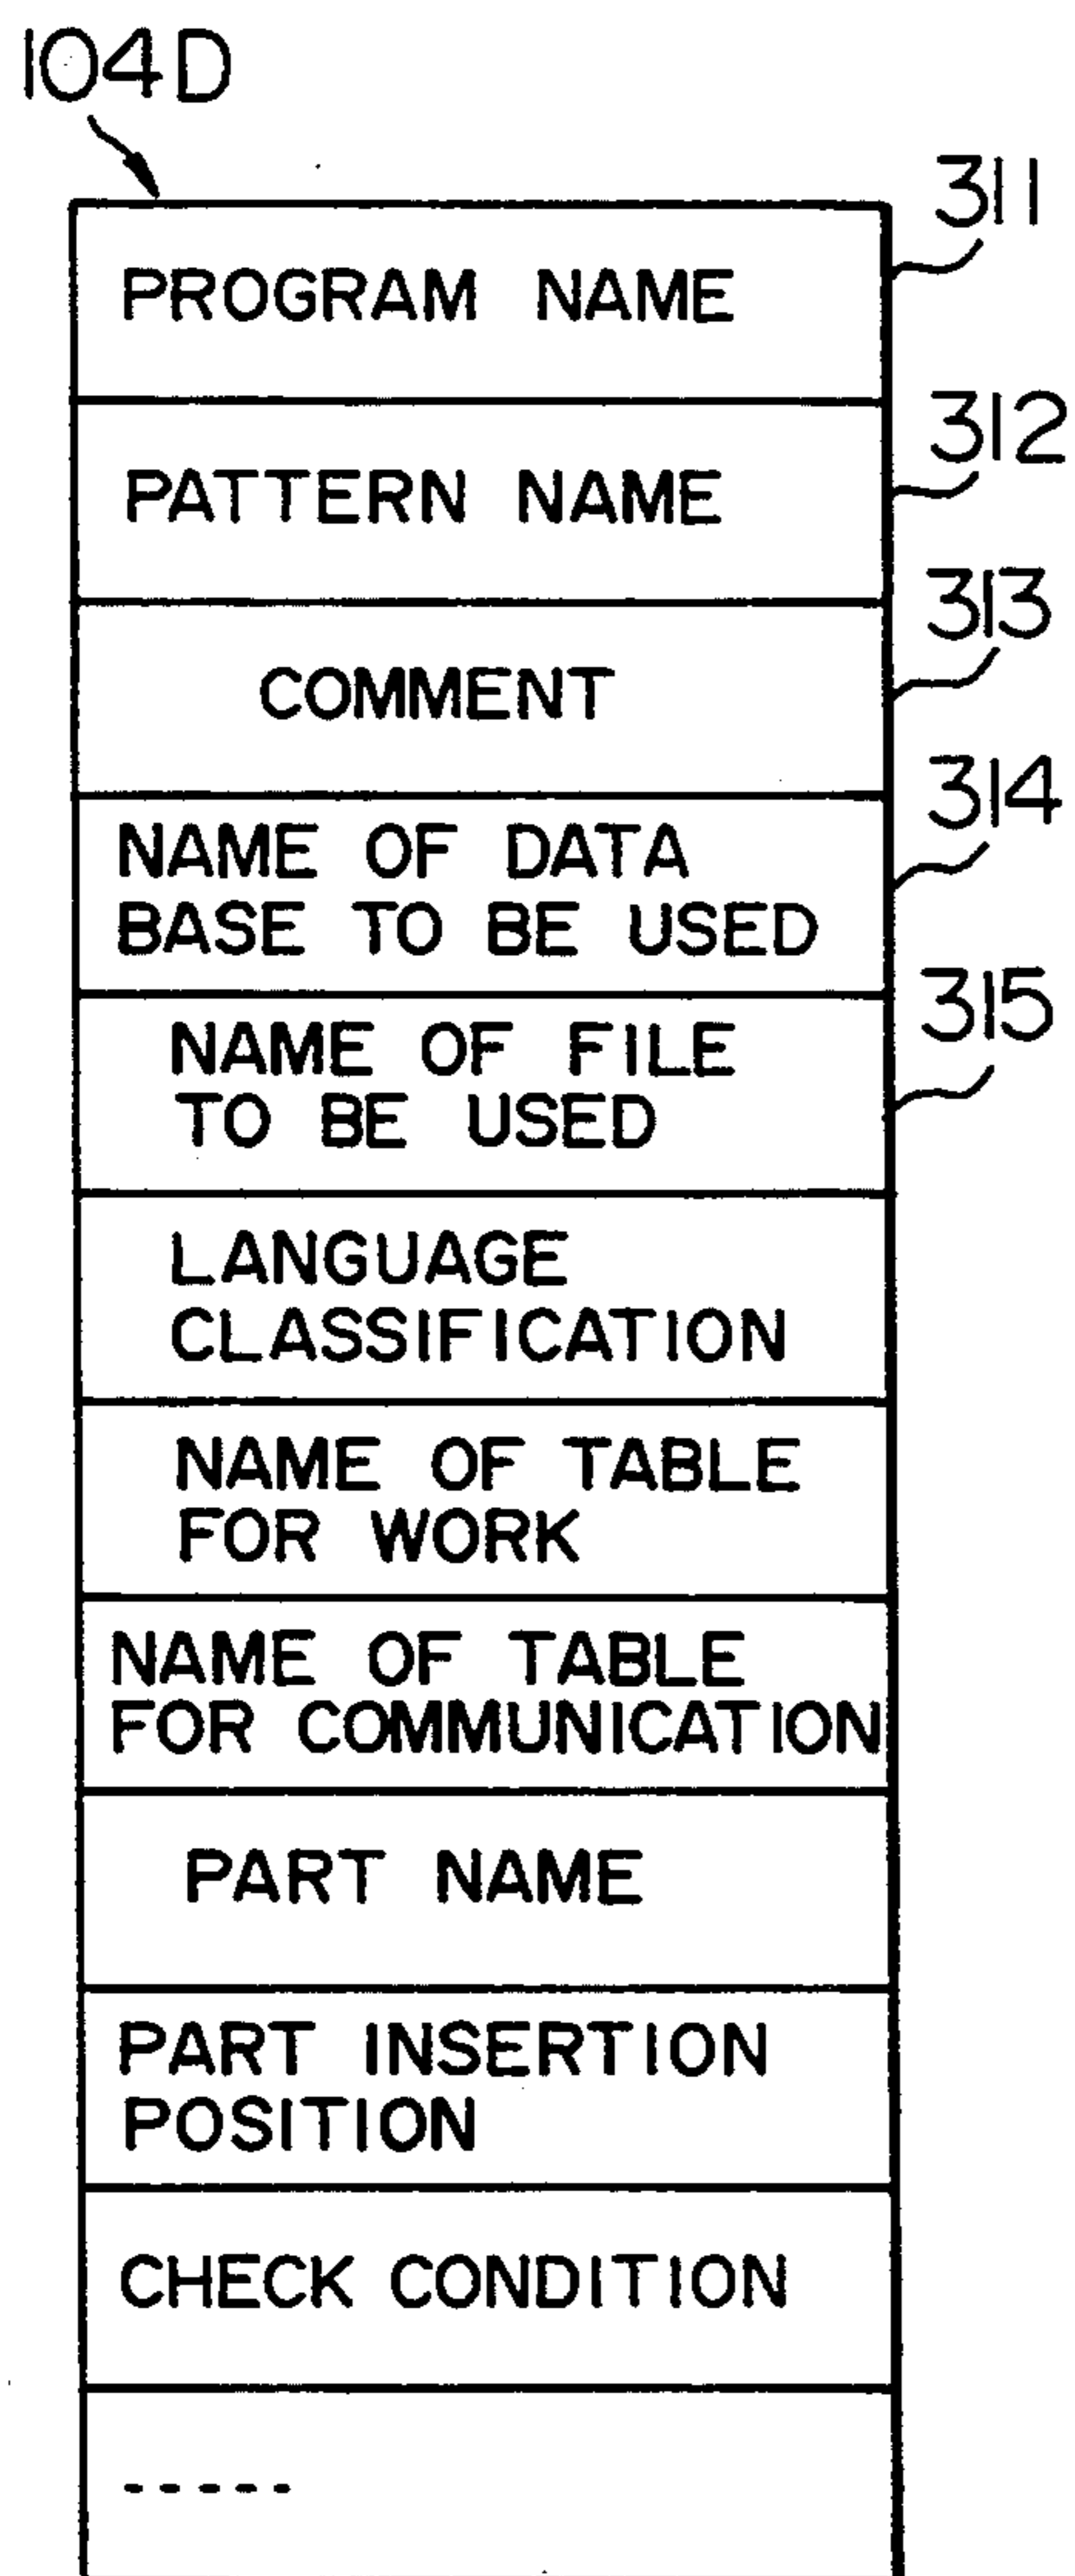 104D
311
PROGRAM NAME
312
PATTERN NAME
313
COMMENT
314
NAME OF DATA
BASE TO BE USED
315
NAME OF FILE
TO BE USED
LANGUAGE
CLASSIFICATION
NAME OF TABLE
FOR WORK
NAME OF TABLE
FOR COMMUNICATION
PART NAME
PART INSERTION
POSITION
CHECK CONDITION
-----